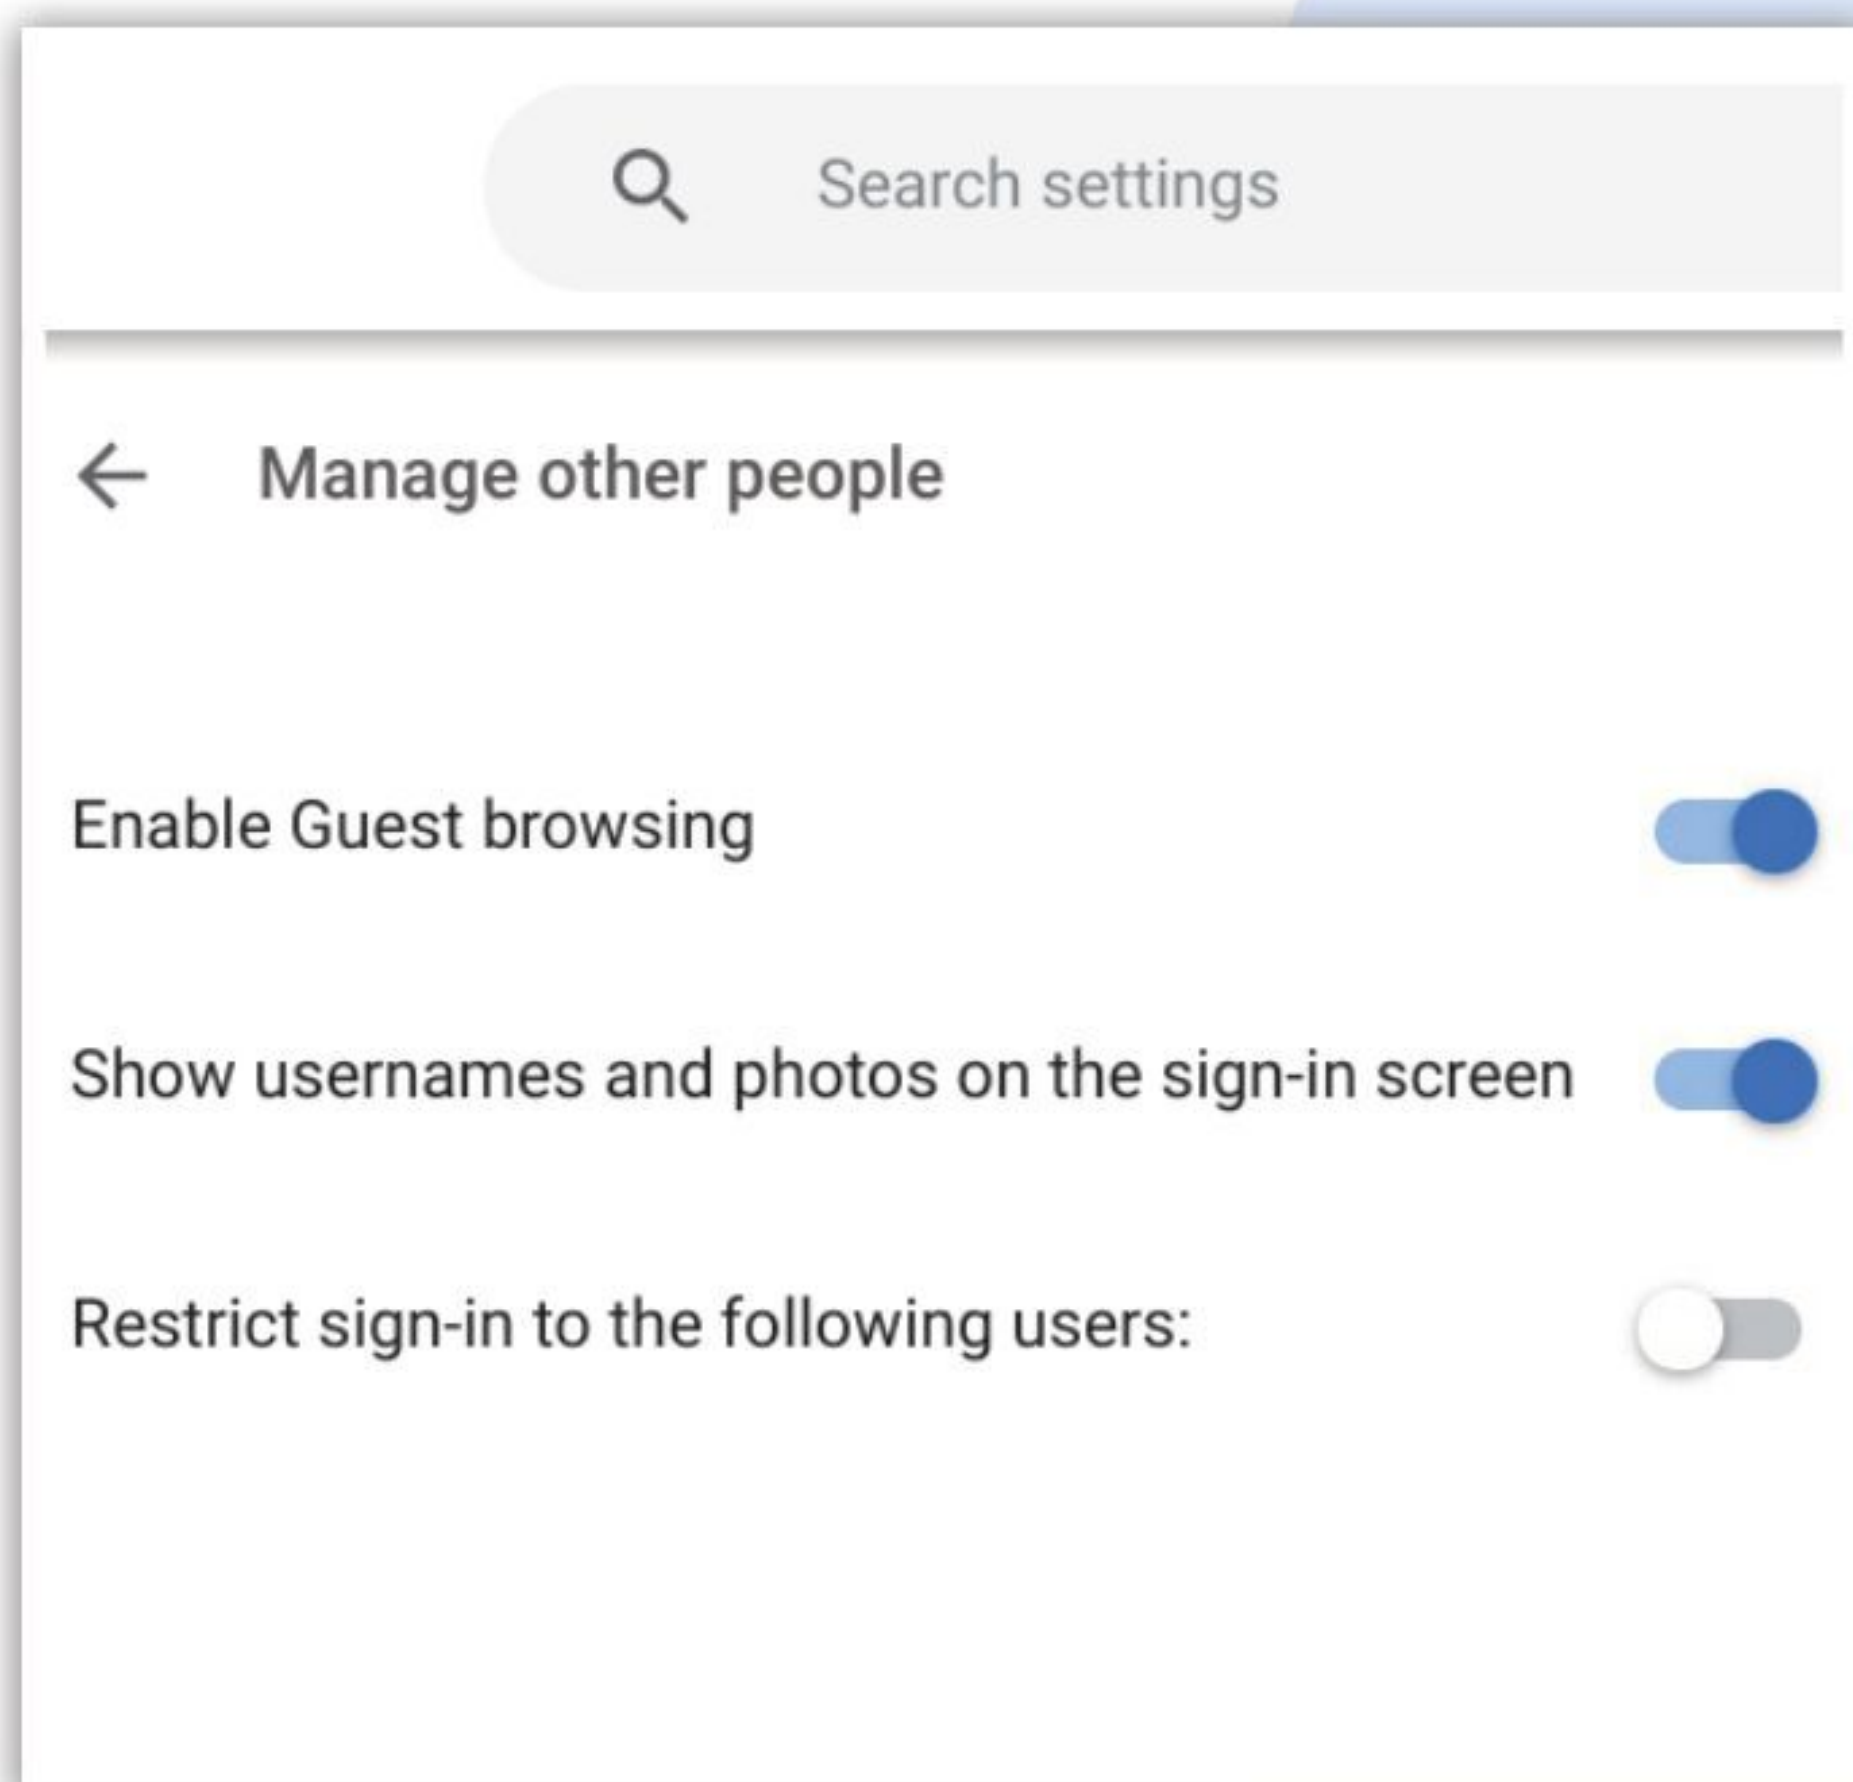 Search settings
Manage other people
Enable Guest browsing
Show usernames and photos on the sign-in screen
Restrict sign-in to the following users: